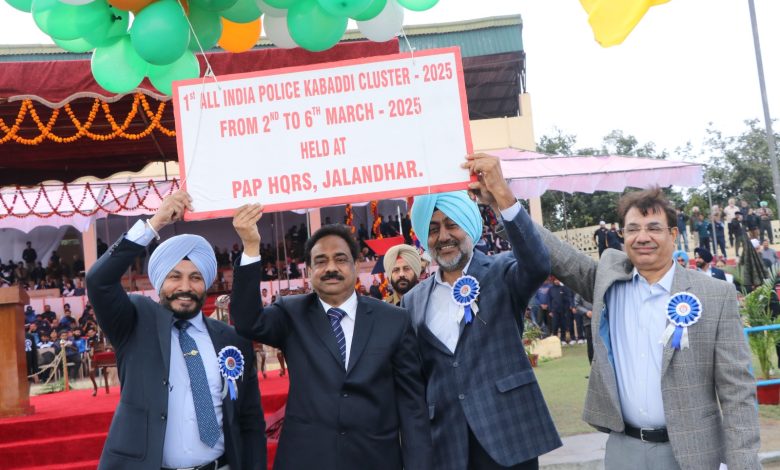 1st ALL INDIA POLICE KABADDI CLUSTER - 2025
FROM 2ND TO 6TH MARCH - 2025
HELD AT
PAP HQRS, JALANDHAR.